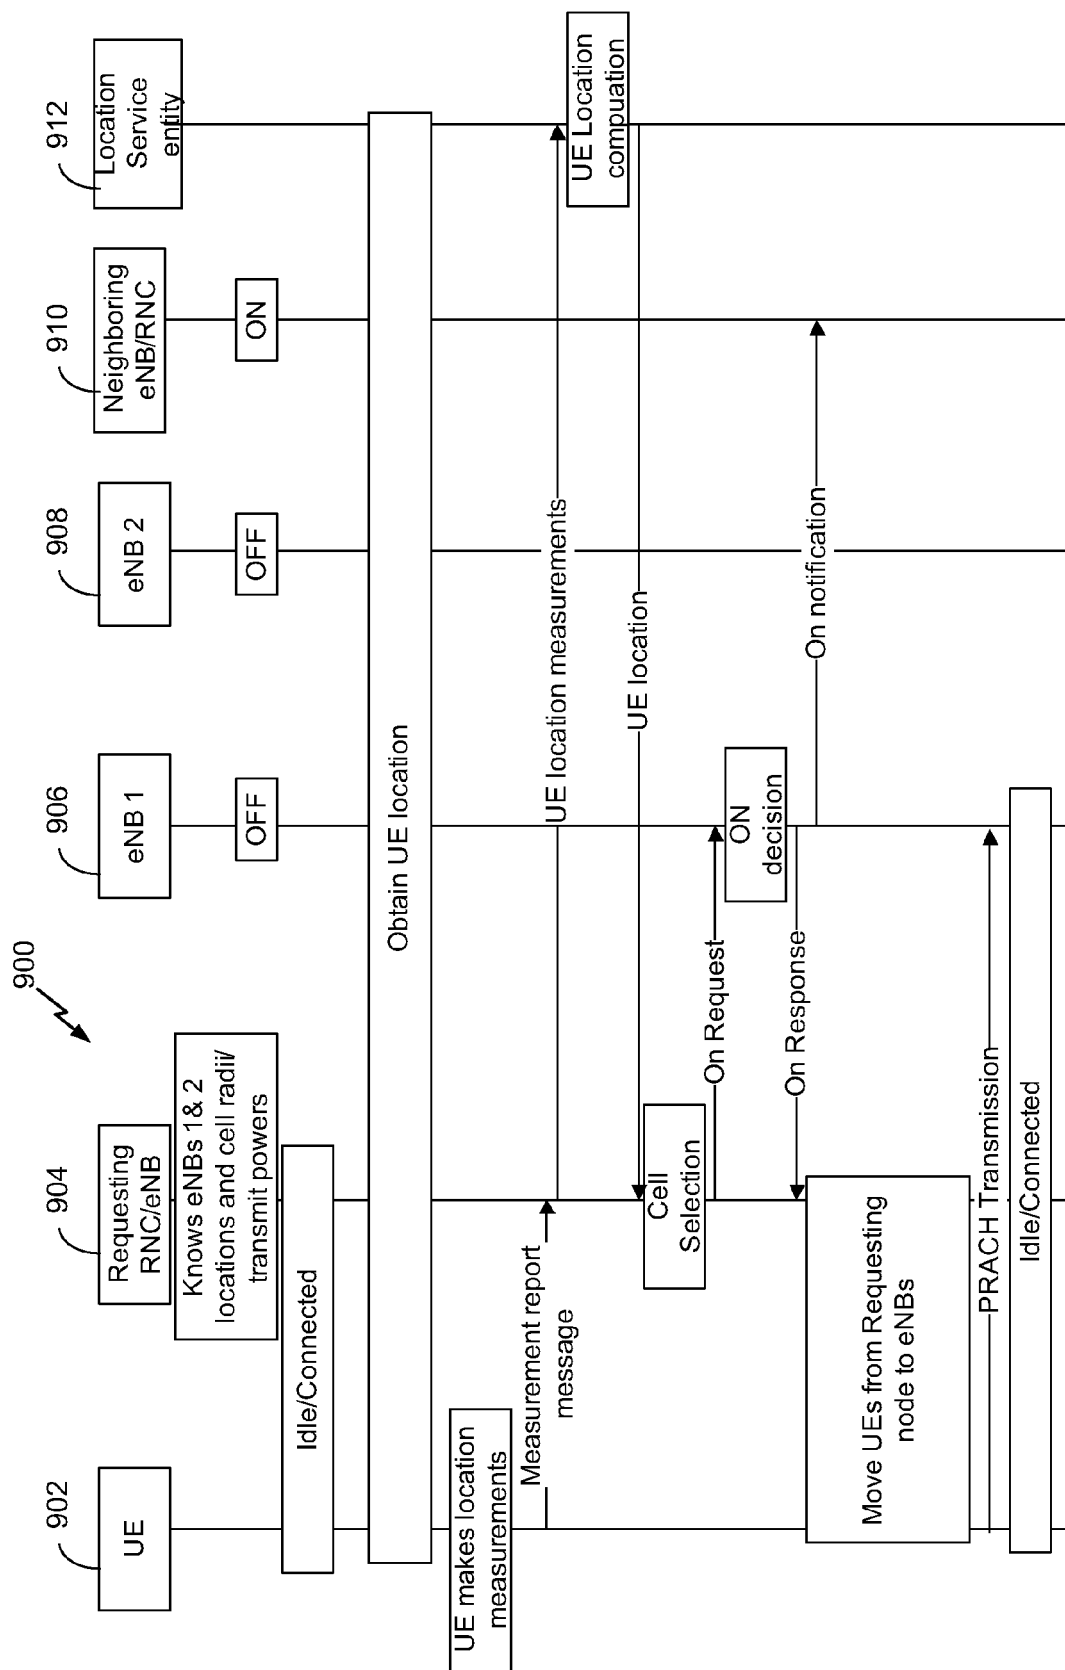 900
902
904
906
908
910
912
UE
Requesting
RNC/eNB
eNB 1
eNB 2
Neighboring
eNB/RNC
Location
Service
entity
Knows eNBs 1 & 2
locations and cell radii/
transmit powers
OFF
OFF
ON
Idle/Connected
Obtain UE location
UE makes location
measurements
Measurement report
message
UE location measurements
UE Location
compuation
UE location
Cell
Selection
On Request
ON
decision
On Response
On notification
Move UEs from Requesting
node to eNBs
PRACH Transmission
Idle/Connected